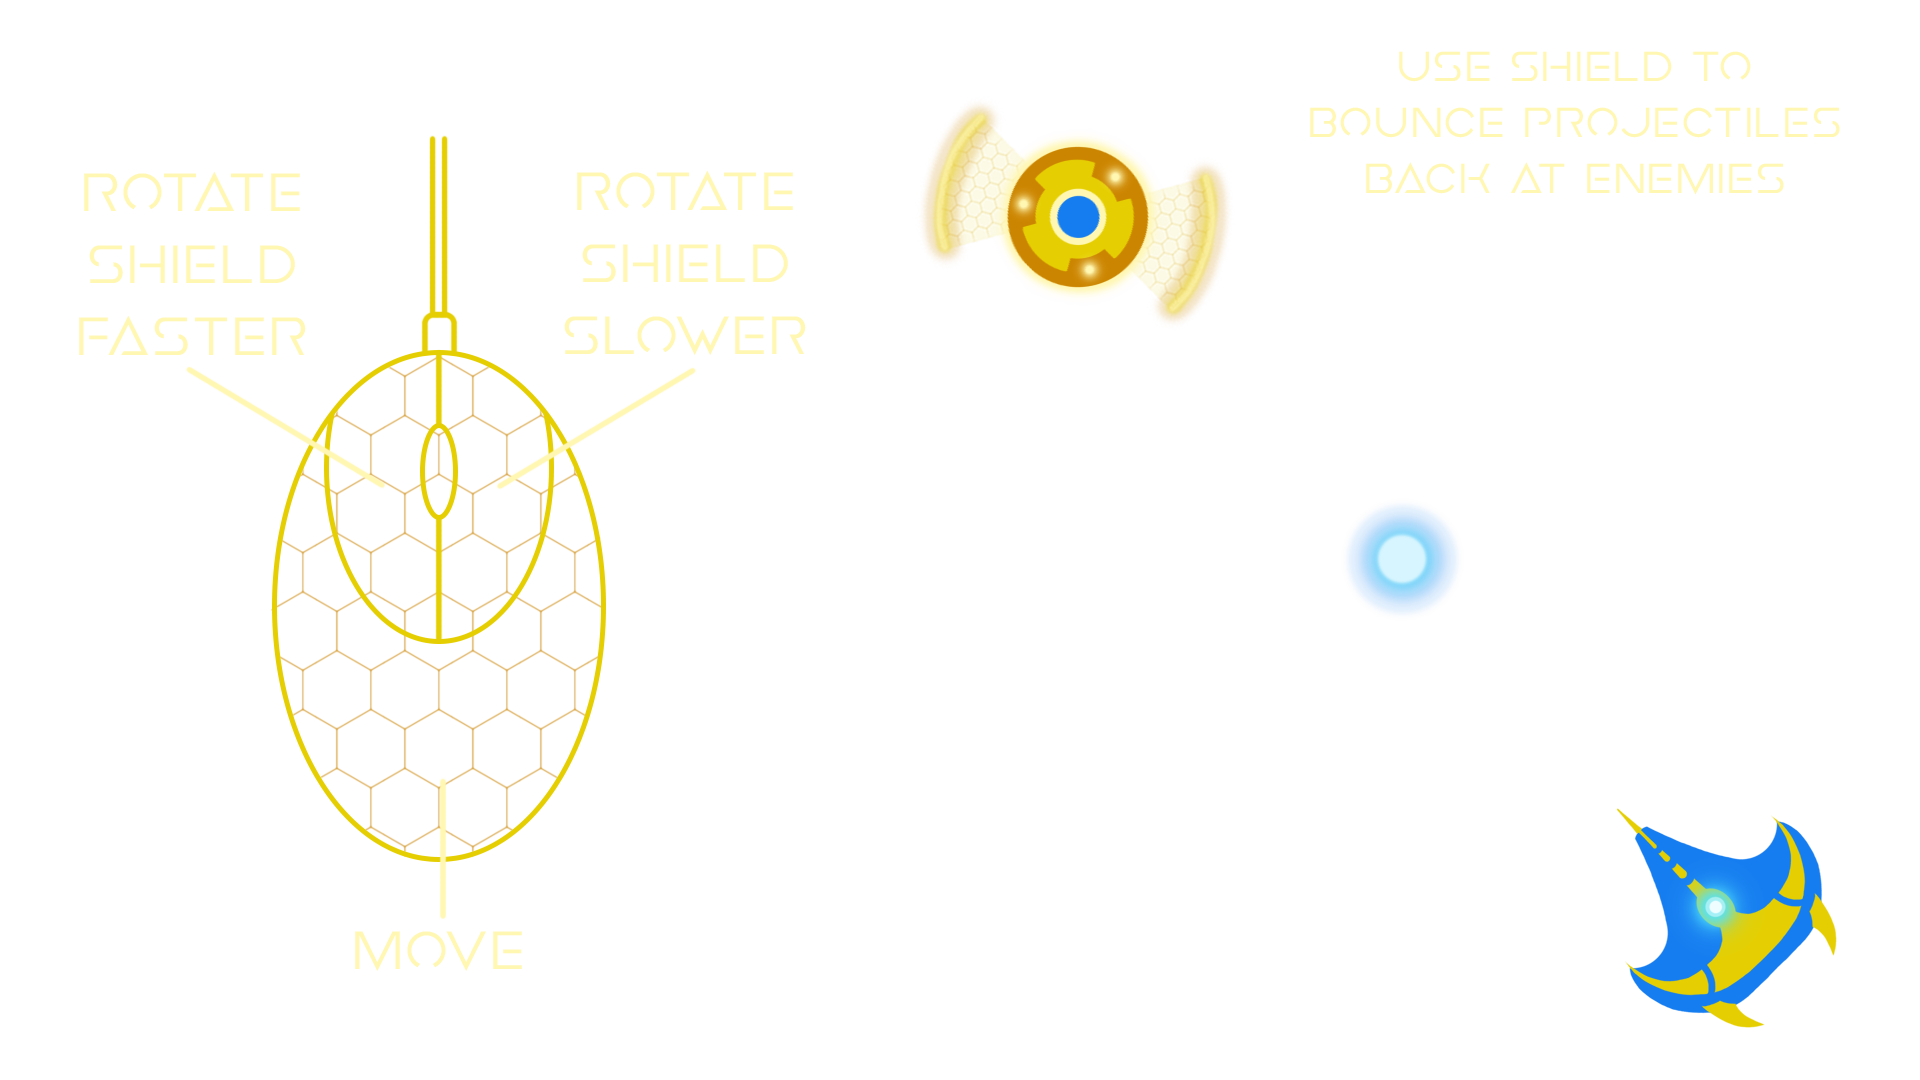 ROTATE
SHIELD
FASTER
ROTATE
SHIELD
SLOWER
MOVE
USE SHIELD TO
BOUNCE PROJECTILES
BACK AT ENEMIES